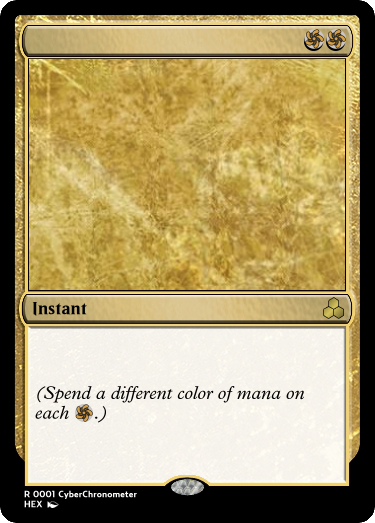 Instant
(Spend a different color of mana on
each .)
R 0001 CyberChronometer
HEX